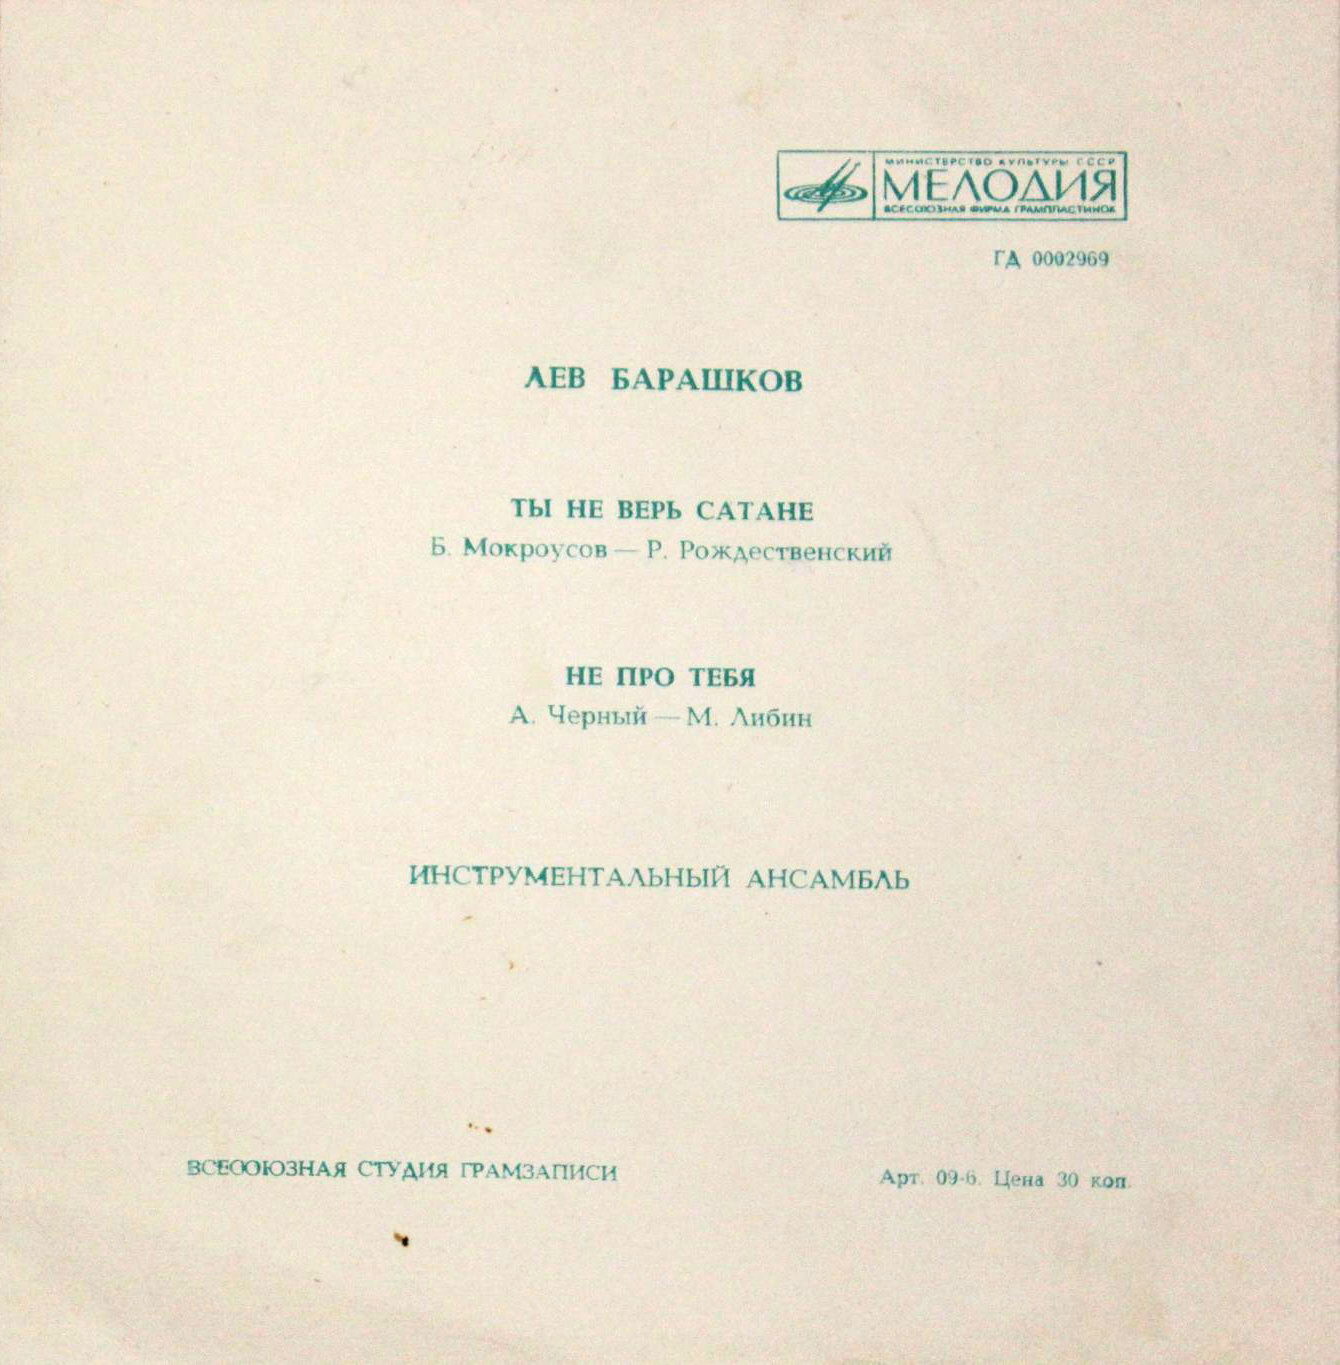 МИНИСТЕРСТВО КУЛЬТУРЫ СССР
МЕЛОДИЯ
ВСЕСОЮЗНАЯ ФИРМА ГРАМПЛАСТИНОК
ГД 0002969
ЛЕВ БАРАШКОВ
ТЫ НЕ ВЕРЬ САТАНЕ
Б. Мокроусов — Р. Рождественский
НЕ ПРО ТЕБЯ
А. Черный — М. Либин
ИНСТРУМЕНТАЛЬНЫЙ АНСАМБЛЬ
ВСЕСОЮЗНАЯ СТУДИЯ ГРАМЗАПИСИ
Арт. 09-6. Цена 30 коп.